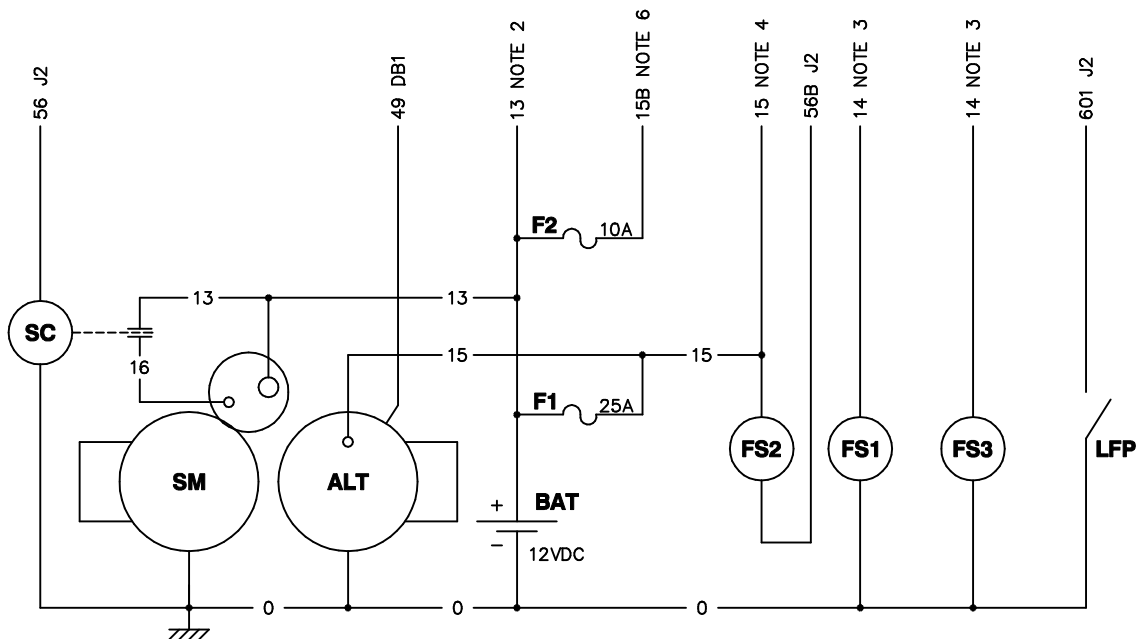 56 J2
49 DB1
13 NOTE 2
15B NOTE 6
15 NOTE 4
56B J2
14 NOTE 3
14 NOTE 3
601 J2
F2
10A
13
13
SC
16
15
15
F1
25A
SM
ALT
FS2
FS1
FS3
LFP
+
BAT
−
12VDC
0
0
0